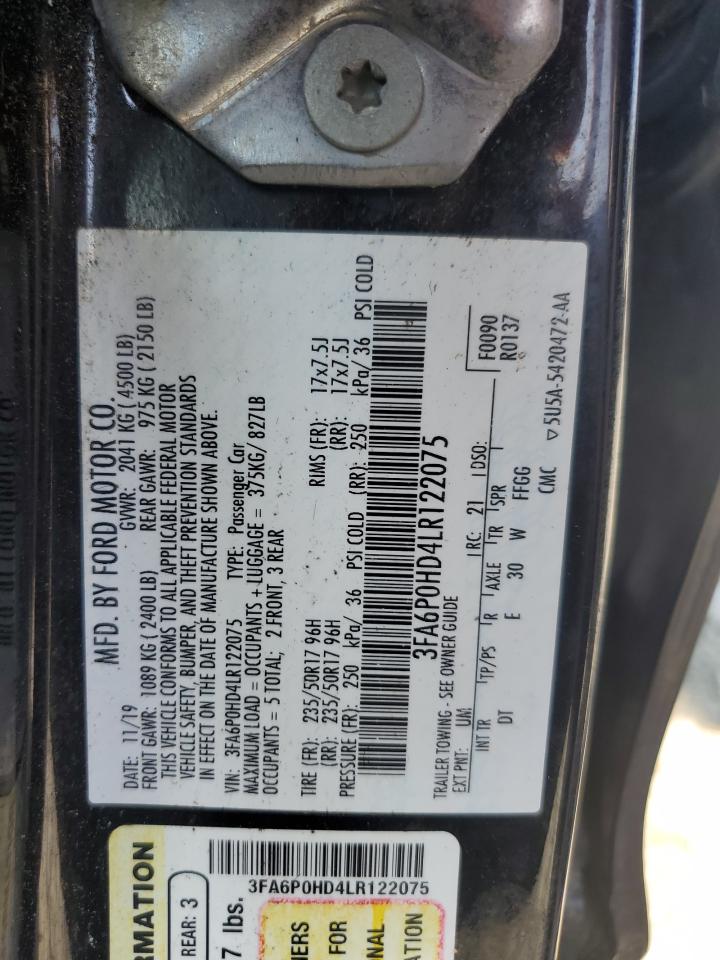 MFD. BY FORD MOTOR CO.
DATE: 11/19 GVWR: 2041 KG ( 4500 LB)
FRONT GAWR: 1089 KG ( 2400 LB) REAR GAWR: 975 KG ( 2150 LB)
THIS VEHICLE CONFORMS TO ALL APPLICABLE FEDERAL MOTOR
VEHICLE SAFETY, BUMPER, AND THEFT PREVENTION STANDARDS
IN EFFECT ON THE DATE OF MANUFACTURE SHOWN ABOVE.
VIN: 3FA6P0HD4LR122075 TYPE: Passenger Car
MAXIMUM LOAD = OCCUPANTS + LUGGAGE = 375KG/ 827LB
OCCUPANTS = 5 TOTAL; 2 FRONT, 3 REAR
TIRE (FR): 235/50R17 96H RIMS (FR): 17x7.5J
(RR): 235/50R17 96H (RR): 17x7.5J
PRESSURE (FR): 250 kPa/ 36 PSI COLD (RR): 250 kPa/ 36 PSI COLD
3FA6P0HD4LR122075
TRAILER TOWING - SEE OWNER GUIDE
F0090
R0137
EXT PNT: UM RC: 21 DSO:
INT TR TP/PS R AXLE TR SPR
DT E 30 W FFGG
CMC ▽ 5U5A-5420472-AA
RMATION
REAR: 3
7 lbs.
3FA6P0HD4LR122075
FOR
ATION